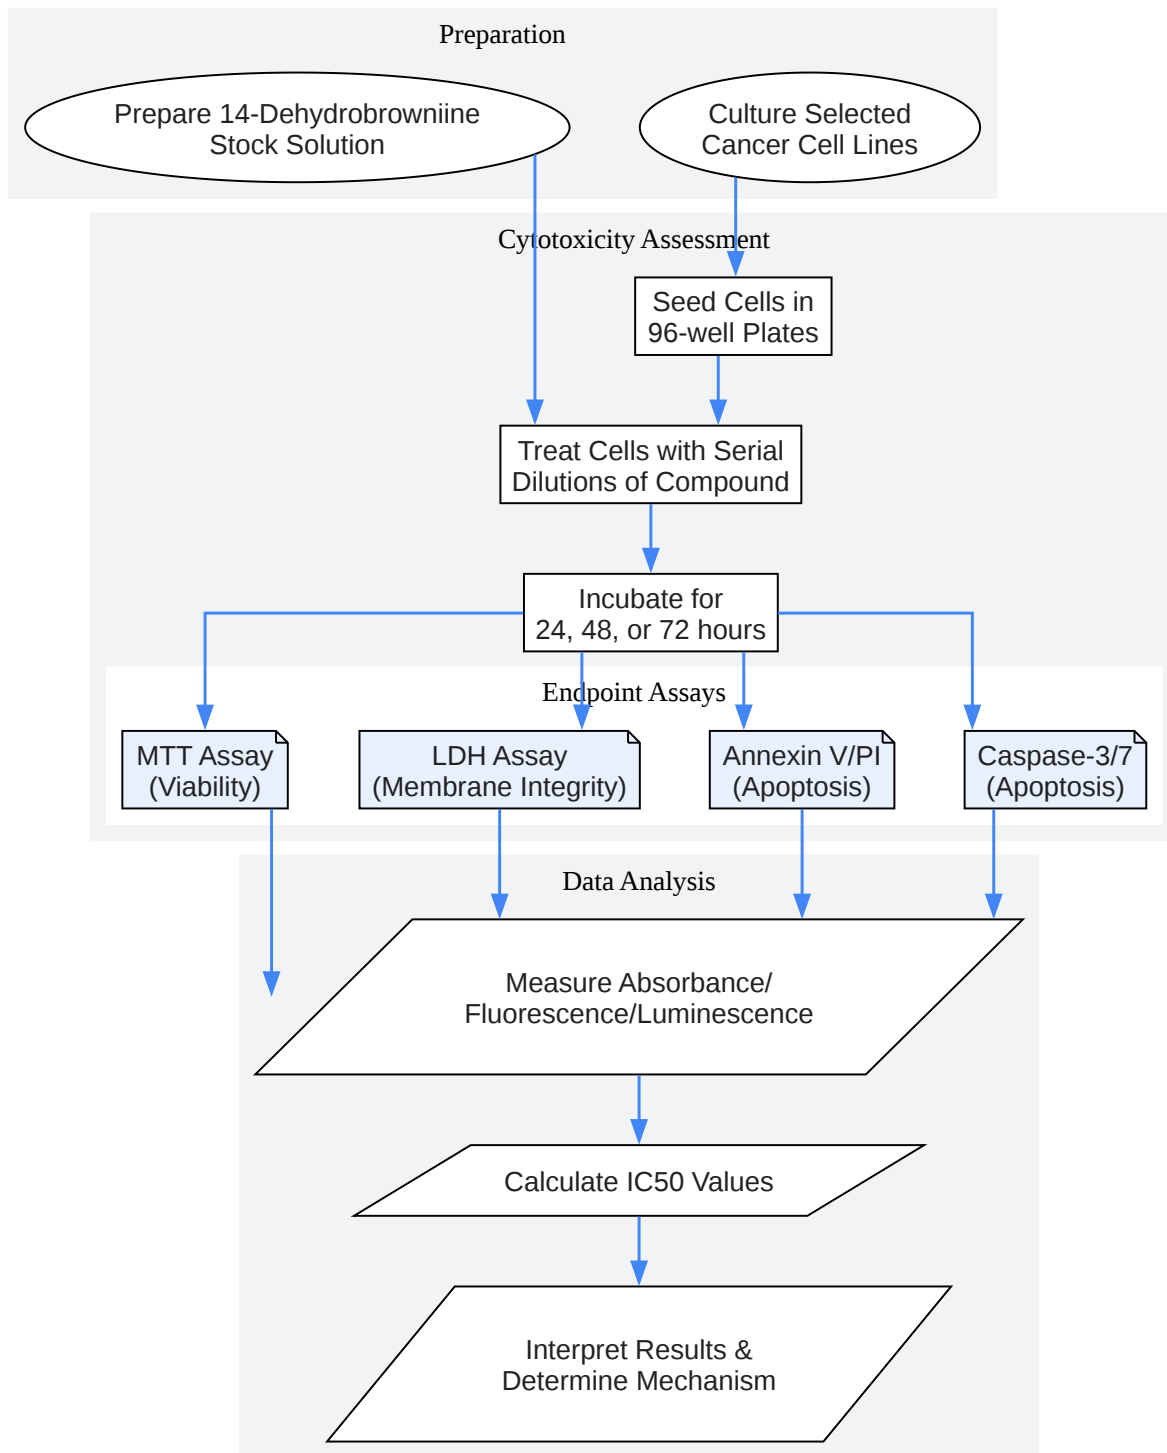 Preparation
Prepare 14-Dehydrobrowniine
Stock Solution
Culture Selected
Cancer Cell Lines
Cytotoxicity Assessment
Seed Cells in
96-well Plates
Treat Cells with Serial
Dilutions of Compound
Incubate for
24, 48, or 72 hours
Endpoint Assays
MTT Assay
(Viability)
LDH Assay
(Membrane Integrity)
Annexin V/PI
(Apoptosis)
Caspase-3/7
(Apoptosis)
Data Analysis
Measure Absorbance/
Fluorescence/Luminescence
Calculate IC50 Values
Interpret Results &
Determine Mechanism